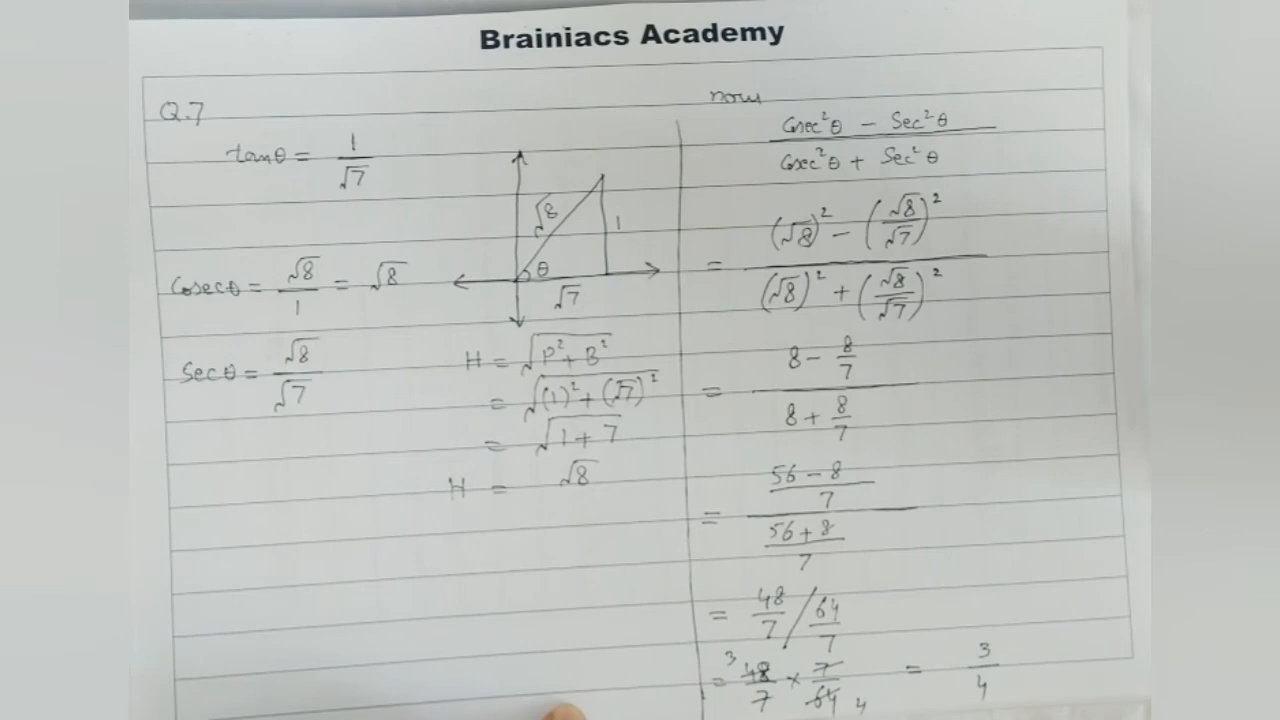 Brainiacs Academy
Q.7
tanθ = 1/√7
Cosecθ = √8/1 = √8
Secθ = √8/√7
√8
1
θ
√7
H = √P²+B²
= √(1)²+(√7)²
= √1+7
H = √8
now
Cosec²θ − Sec²θ / Cosec²θ + Sec²θ
= (√8)² − (√8/√7)² / (√8)² + (√8/√7)²
= 8 − 8/7 / 8 + 8/7
= 56 − 8/7 / 56 + 8/7
= 48/7 / 64/7
= 3 48/7 × 7/64 4 = 3/4